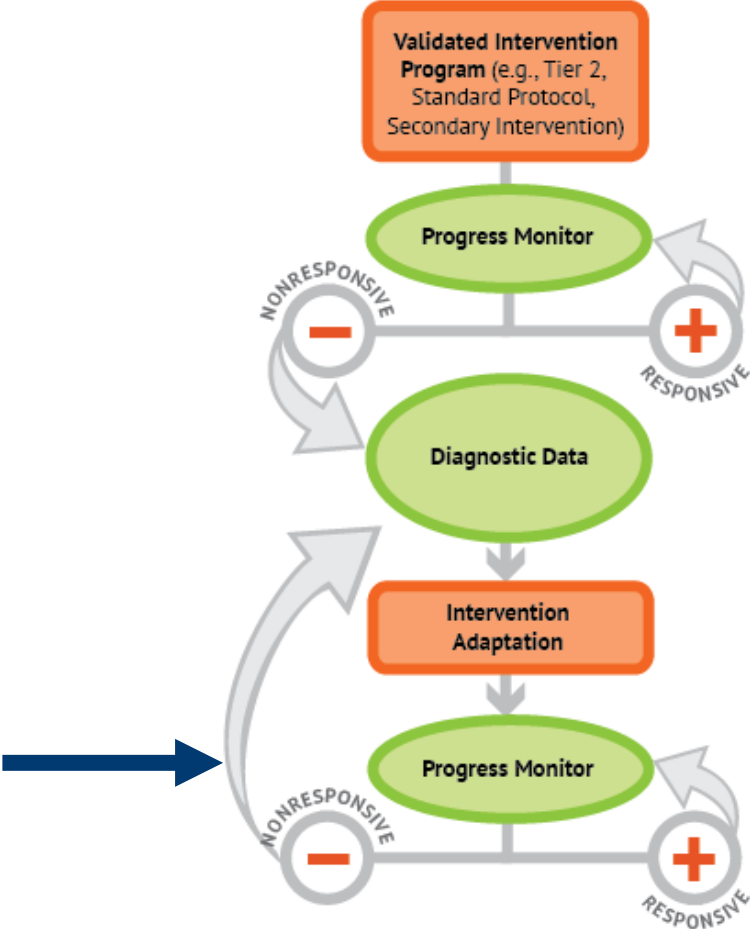 Validated Intervention
Program (e.g., Tier 2,
Standard Protocol,
Secondary Intervention)
Progress Monitor
NONRESPONSIVE
RESPONSIVE
Diagnostic Data
Intervention
Adaptation
Progress Monitor
NONRESPONSIVE
RESPONSIVE